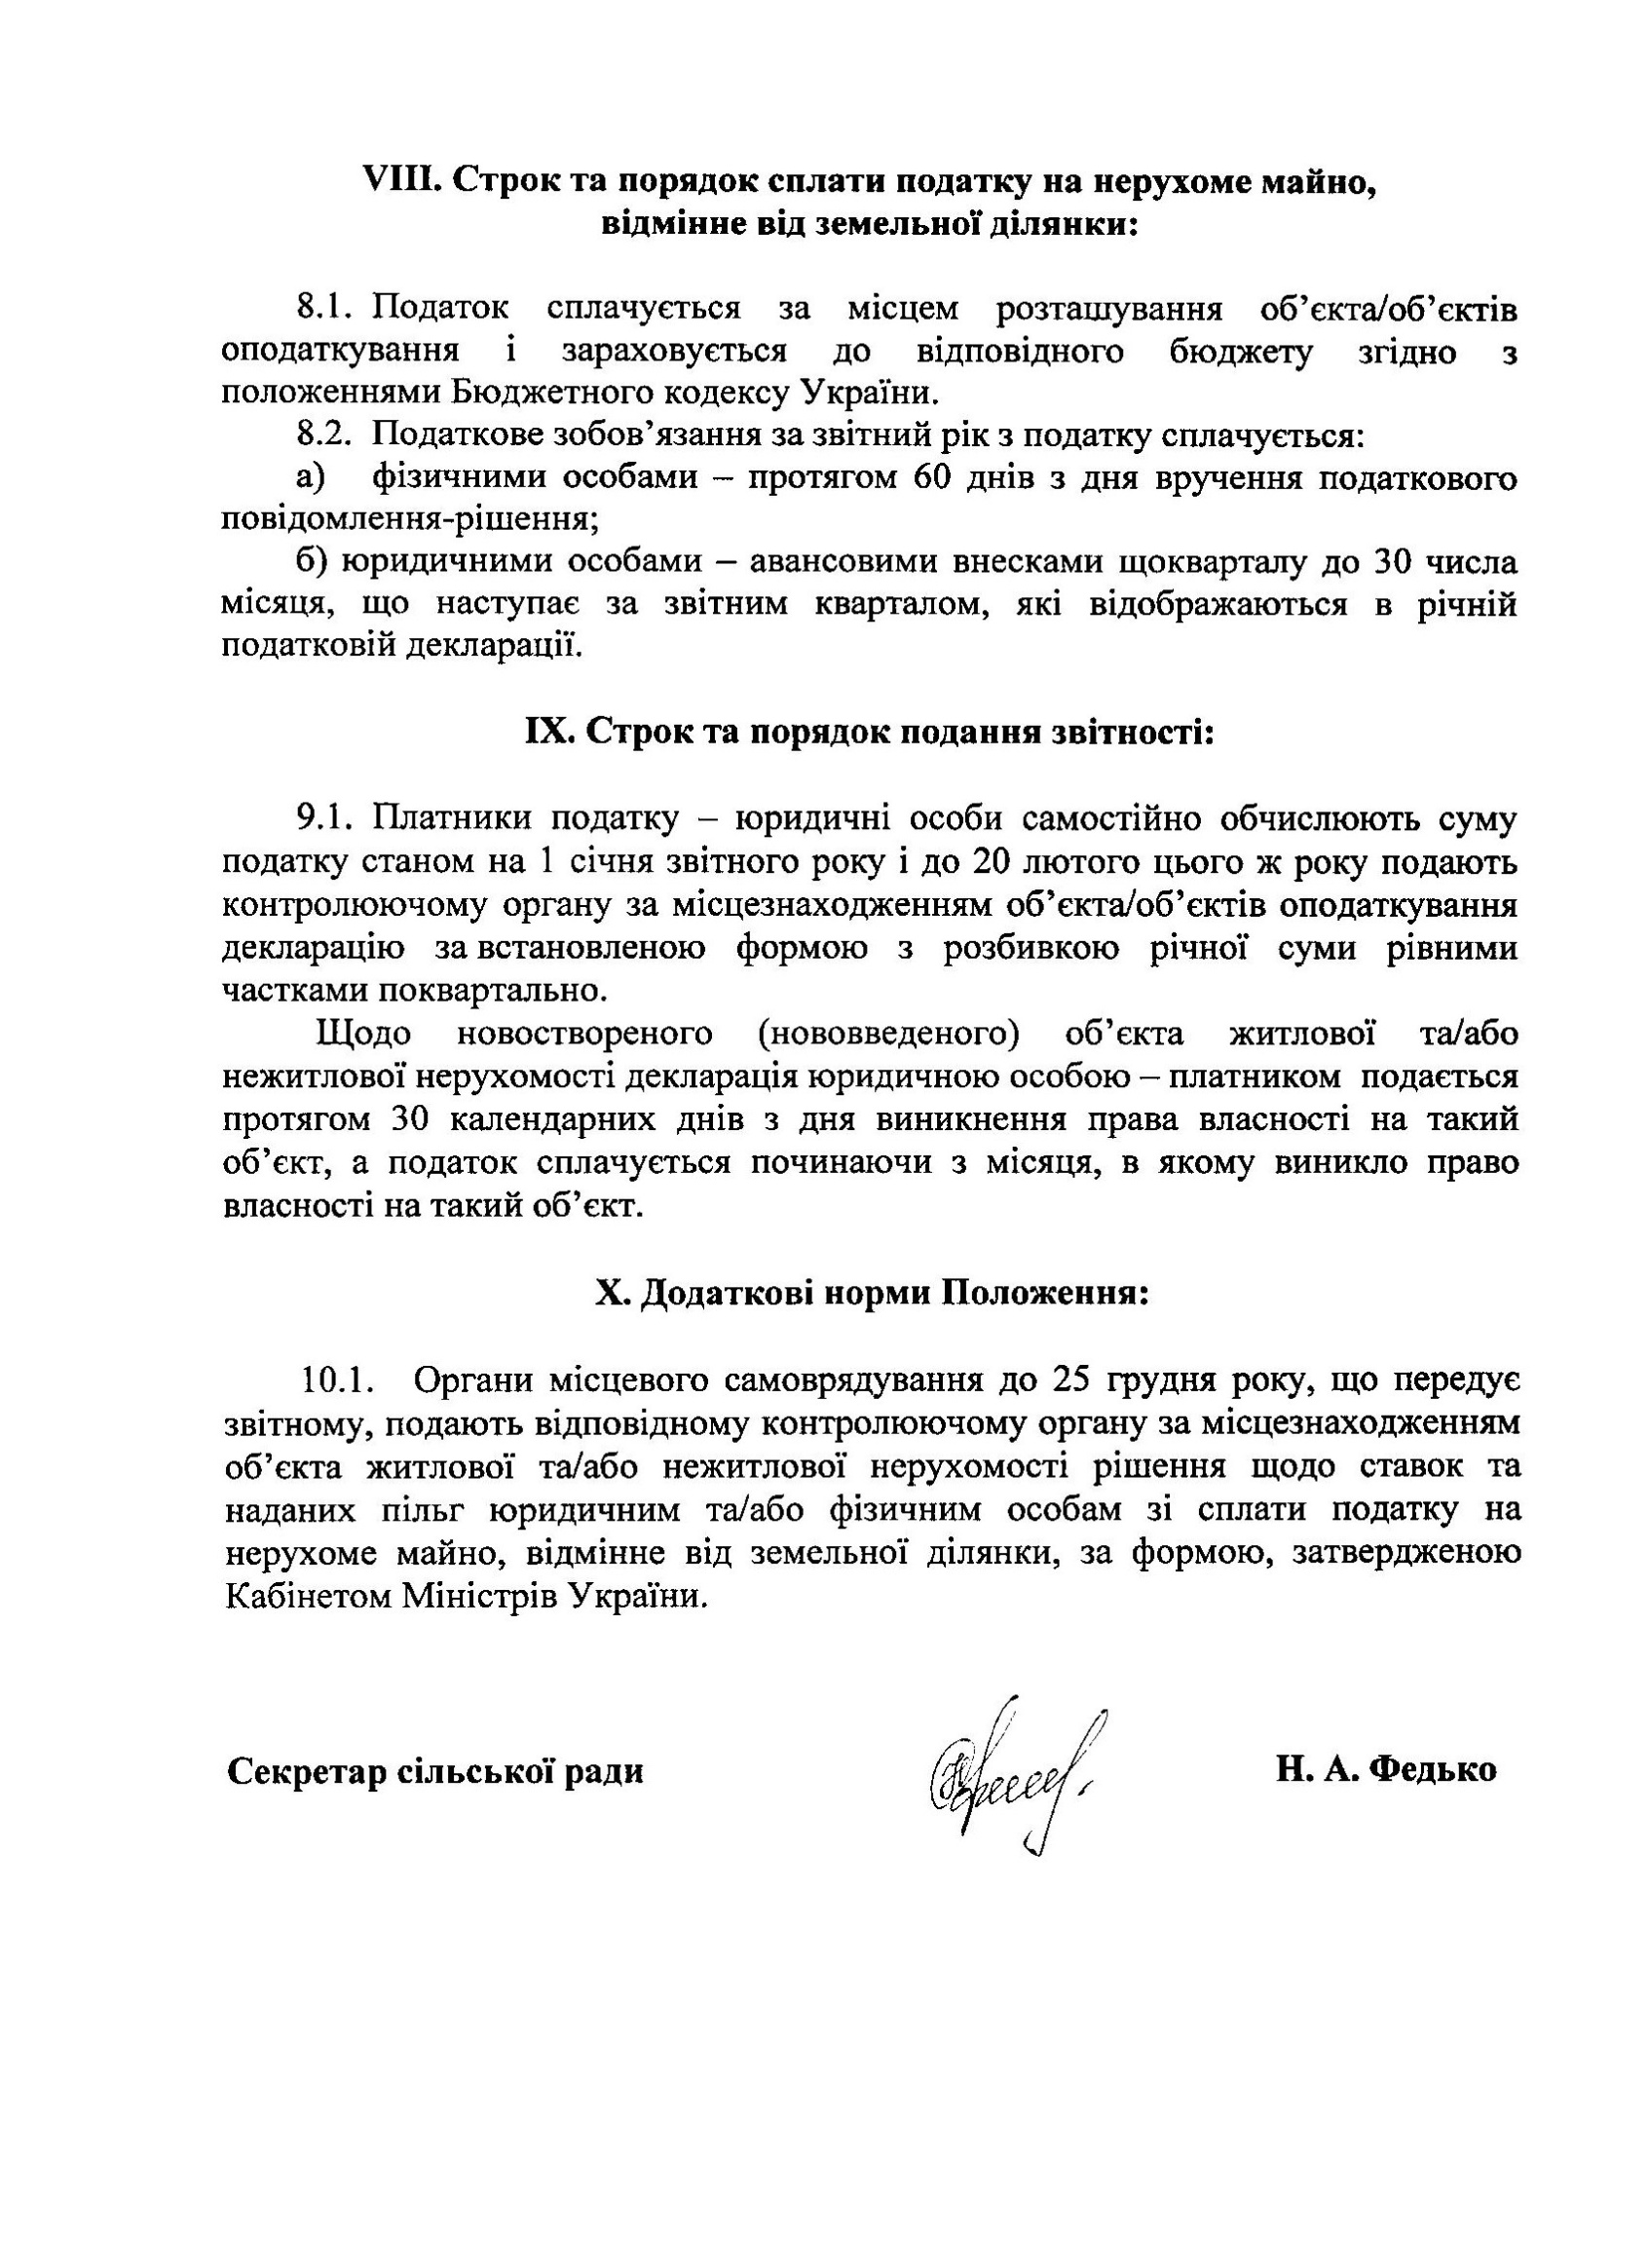 VIII. Строк та порядок сплати податку на нерухоме майно,
відмінне від земельної ділянки:
8.1. Податок сплачується за місцем розташування об’єкта/об’єктів
оподаткування і зараховується до відповідного бюджету згідно з
положеннями Бюджетного кодексу України.
8.2. Податкове зобов’язання за звітний рік з податку сплачується:
а) фізичними особами – протягом 60 днів з дня вручення податкового
повідомлення-рішення;
б) юридичними особами – авансовими внесками щокварталу до 30 числа
місяця, що наступає за звітним кварталом, які відображаються в річній
податковій декларації.
IX. Строк та порядок подання звітності:
9.1. Платники податку – юридичні особи самостійно обчислюють суму
податку станом на 1 січня звітного року і до 20 лютого цього ж року подають
контролюючому органу за місцезнаходженням об’єкта/об’єктів оподаткування
декларацію за встановленою формою з розбивкою річної суми рівними
частками поквартально.
Щодо новоствореного (нововведеного) об’єкта житлової та/або
нежитлової нерухомості декларація юридичною особою – платником подається
протягом 30 календарних днів з дня виникнення права власності на такий
об’єкт, а податок сплачується починаючи з місяця, в якому виникло право
власності на такий об’єкт.
X. Додаткові норми Положення:
10.1. Органи місцевого самоврядування до 25 грудня року, що передує
звітному, подають відповідному контролюючому органу за місцезнаходженням
об’єкта житлової та/або нежитлової нерухомості рішення щодо ставок та
наданих пільг юридичним та/або фізичним особам зі сплати податку на
нерухоме майно, відмінне від земельної ділянки, за формою, затвердженою
Кабінетом Міністрів України.
Секретар сільської ради Н. А. Федько